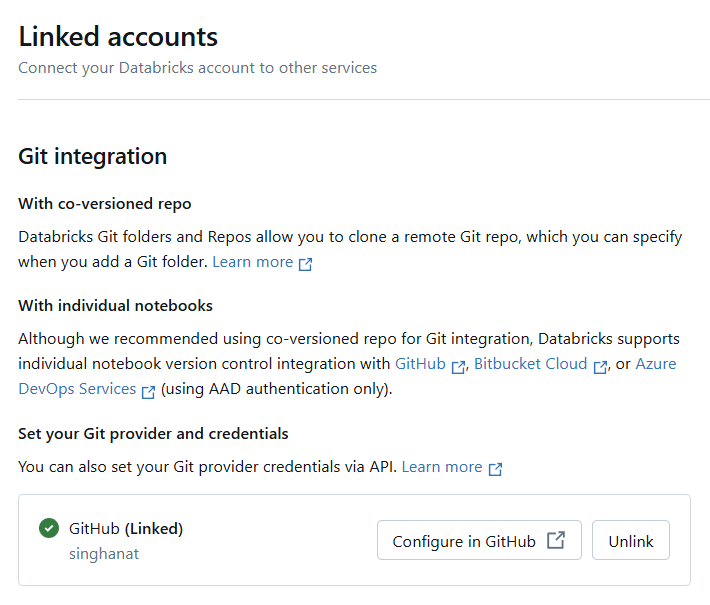 Linked accounts
Connect your Databricks account to other services
Git integration
With co-versioned repo
Databricks Git folders and Repos allow you to clone a remote Git repo, which you can specify
when you add a Git folder. Learn more
With individual notebooks
Although we recommended using co-versioned repo for Git integration, Databricks supports
individual notebook version control integration with GitHub , Bitbucket Cloud , or Azure
DevOps Services (using AAD authentication only).
Set your Git provider and credentials
You can also set your Git provider credentials via API. Learn more
GitHub (Linked)
singhanat
Configure in GitHub
Unlink